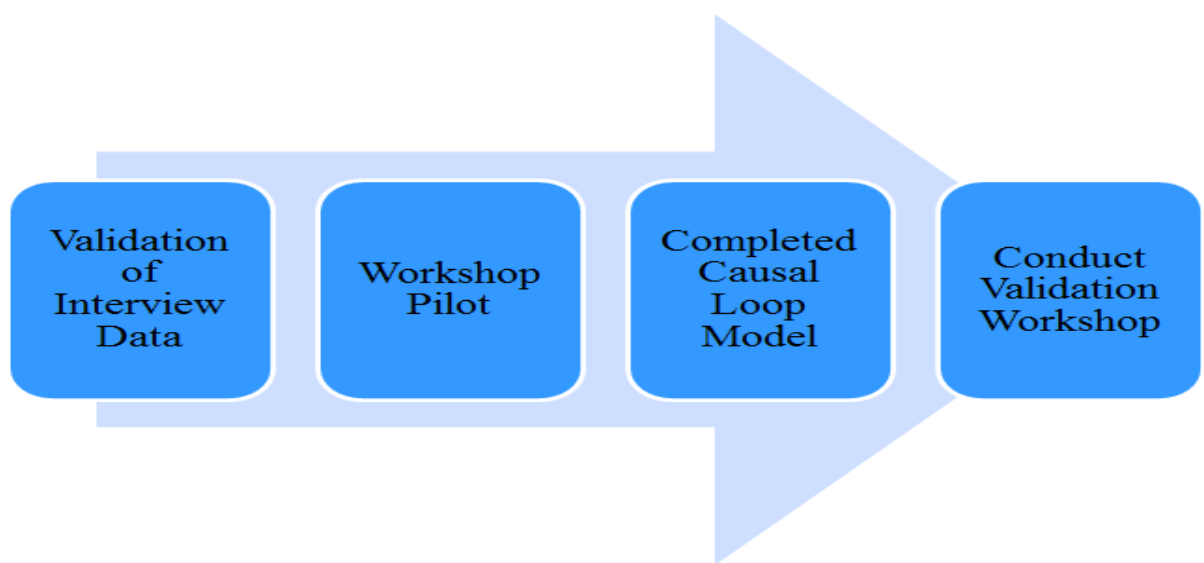 Validation
of
Interview
Data
Workshop
Pilot
Completed
Causal
Loop
Model
Conduct
Validation
Workshop